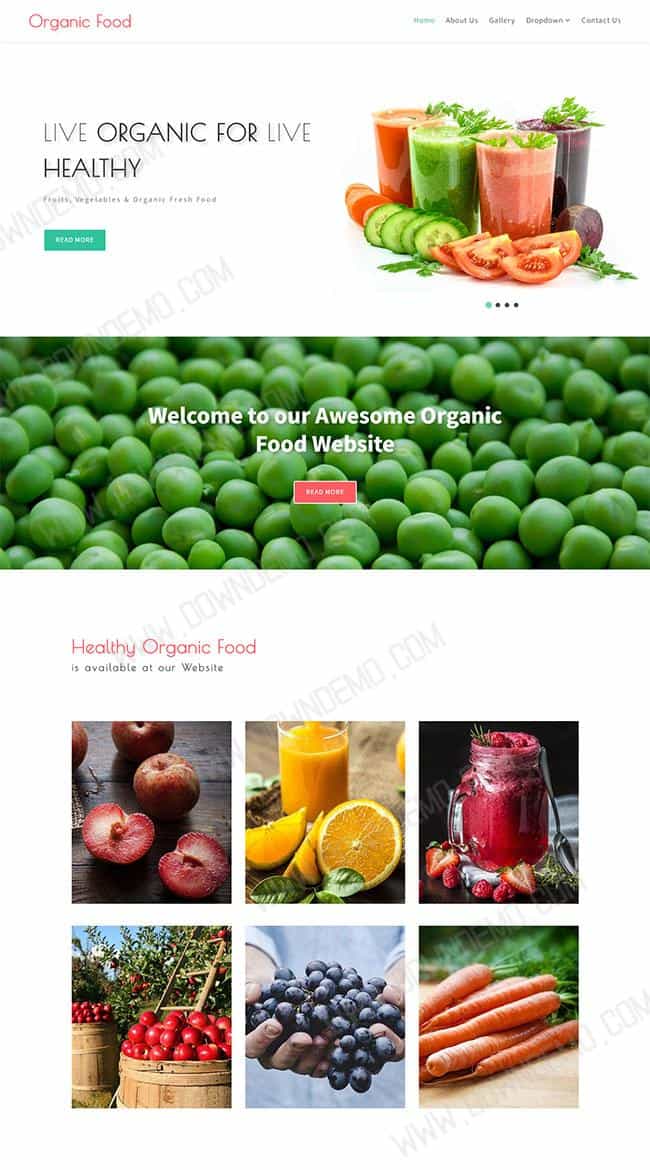 Organic Food
Home About Us Gallery Dropdown Contact Us
LIVE ORGANIC FOR LIVE
HEALTHY
Fruits, Vegetables & Organic Fresh Food
READ MORE
Welcome to our Awesome Organic
Food Website
READ MORE
Healthy Organic Food
is available at our Website
WWW.DOWNDEMO.COM